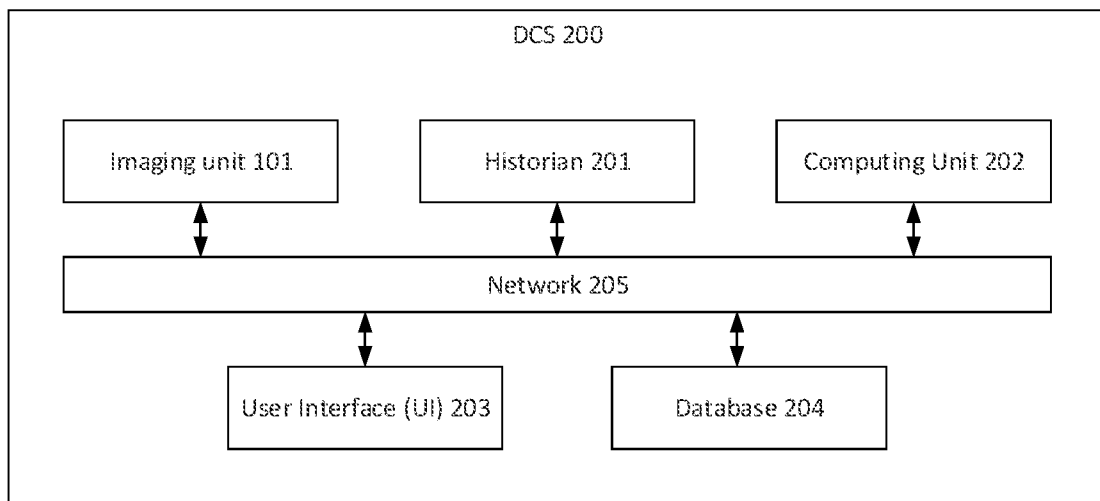 DCS 200
Imaging unit 101
Historian 201
Computing Unit 202
Network 205
User Interface (UI) 203
Database 204